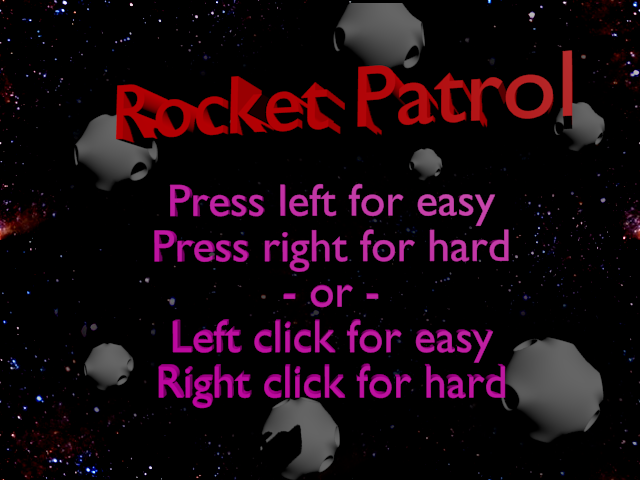 Rocket Patrol
Press left for easy
Press right for hard
- or -
Left click for easy
Right click for hard